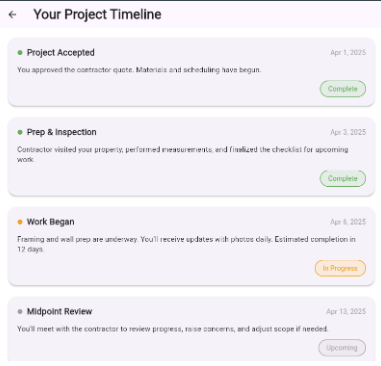 Your Project Timeline
Project Accepted
Apr 1, 2025
You approved the contractor quote. Materials and scheduling have begun.
Complete
Prep & Inspection
Apr 3, 2025
Contractor visited your property, performed measurements, and finalized the checklist for upcoming
work.
Complete
Work Began
Apr 6, 2025
Framing and wall prep are underway. You'll receive updates with photos daily. Estimated completion in
12 days.
In Progress
Midpoint Review
Apr 13, 2025
You'll meet with the contractor to review progress, raise concerns, and adjust scope if needed.
Upcoming